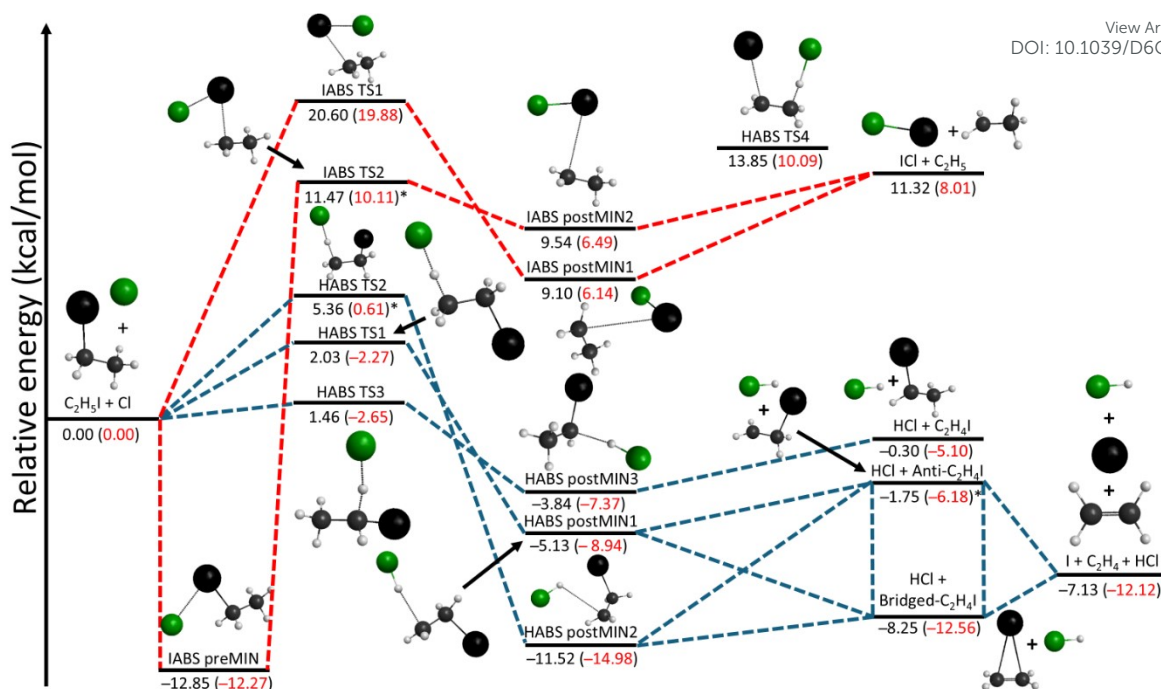 View Ar
DOI: 10.1039/D6C
Relative energy (kcal/mol)
IABS TS1
20.60 (19.88)
HABS TS4
13.85 (10.09)
ICl + C₂H₅
11.32 (8.01)
+
IABS TS2
11.47 (10.11)*
IABS postMIN2
9.54 (6.49)
IABS postMIN1
9.10 (6.14)
HABS TS2
5.36 (0.61)*
HABS TS1
2.03 (−2.27)
HABS TS3
1.46 (−2.65)
+
C₂H₅I + Cl
0.00 (0.00)
+
+
HCl + C₂H₄I
−0.30 (−5.10)
HCl + Anti-C₂H₄I
−1.75 (−6.18)*
HABS postMIN3
−3.84 (−7.37)
HABS postMIN1
−5.13 (− 8.94)
+
+
I + C₂H₄ + HCl
−7.13 (−12.12)
HCl +
Bridged-C₂H₄I
−8.25 (−12.56)
HABS postMIN2
−11.52 (−14.98)
+
IABS preMIN
−12.85 (−12.27)